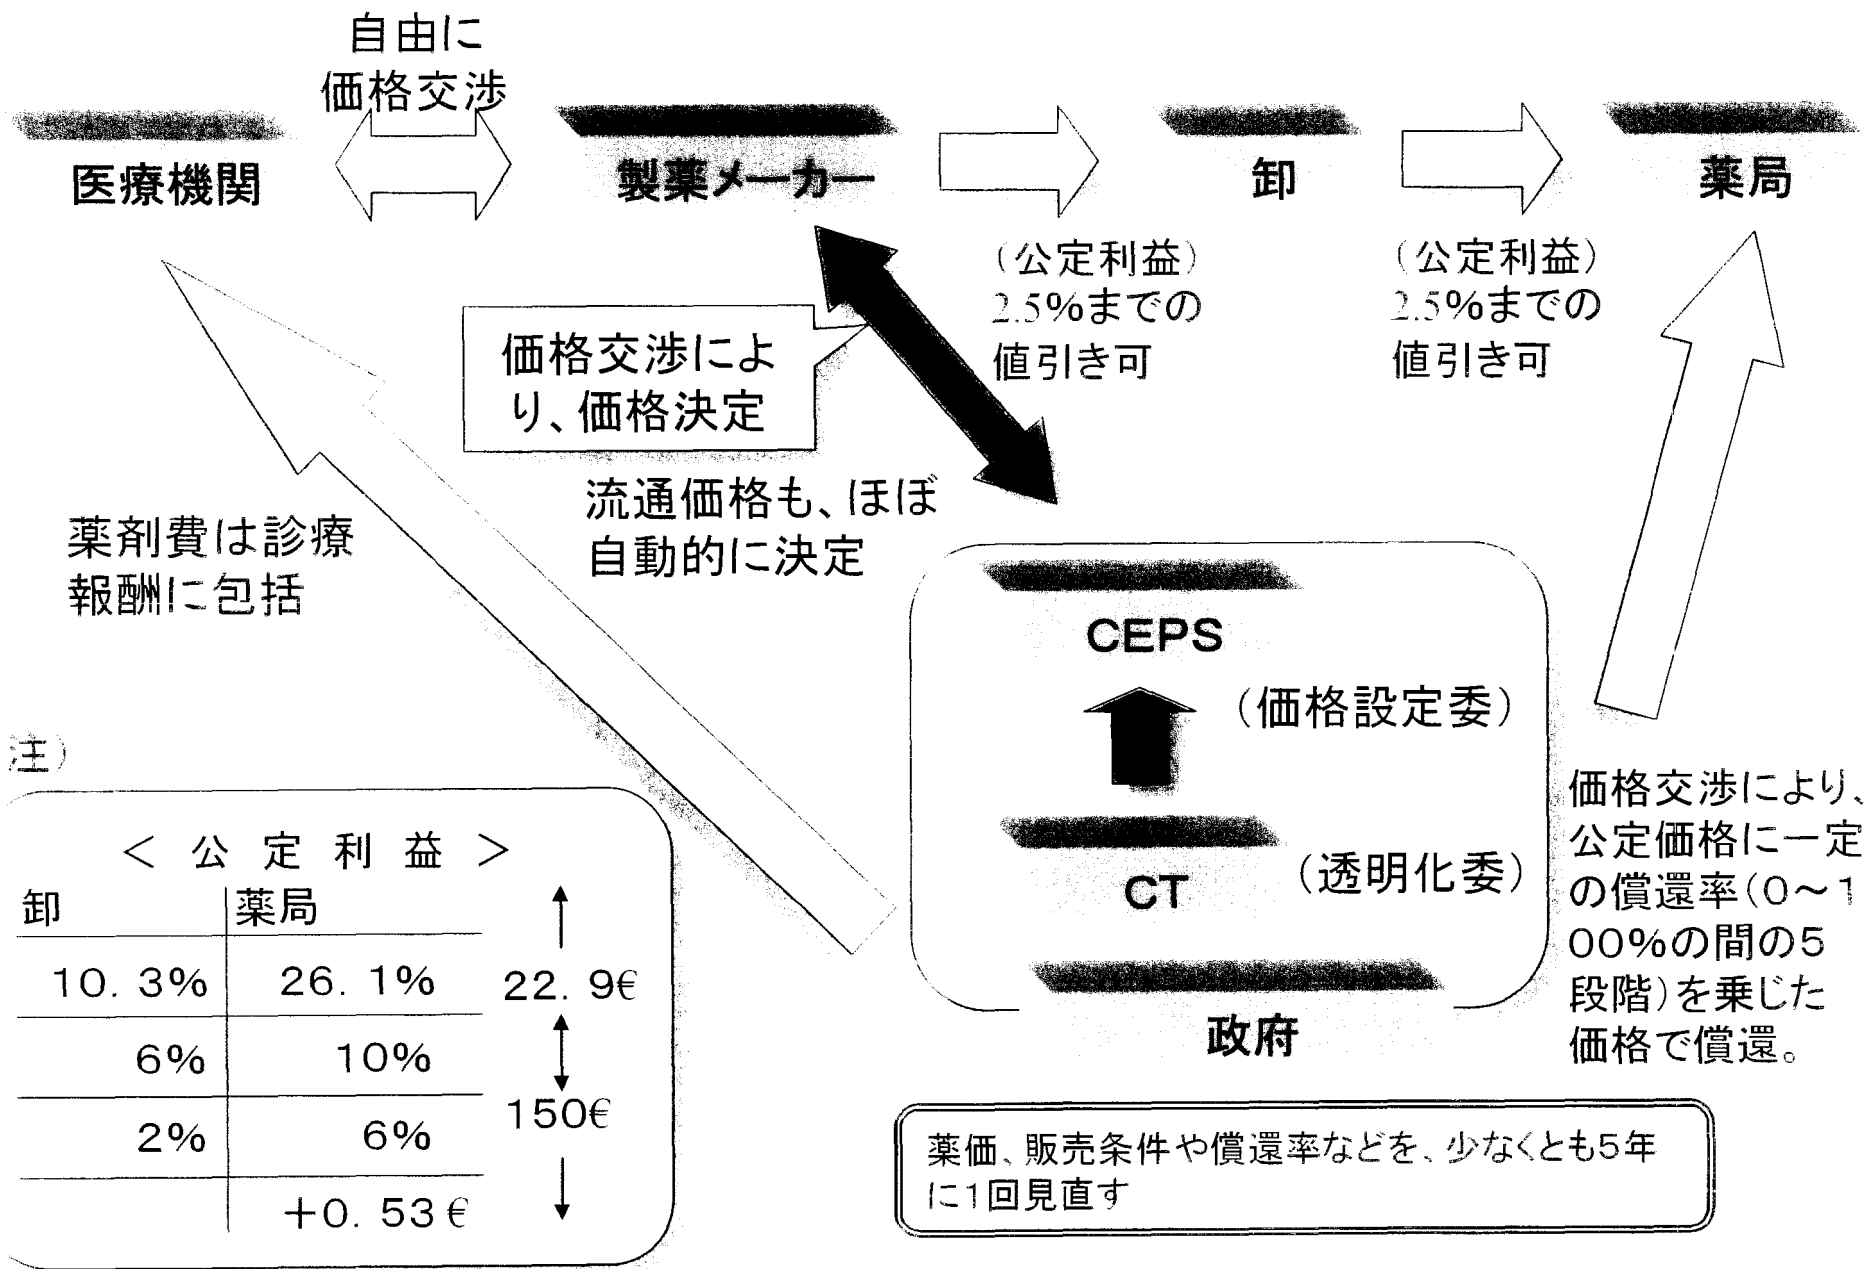 自由に
価格交渉
医療機関
製薬メーカー
卸
薬局
(公定利益)
2.5%までの
値引き可
(公定利益)
2.5%までの
値引き可
価格交渉によ
り、価格決定
流通価格も、ほぼ
自動的に決定
薬剤費は診療
報酬に包括
CEPS
(価格設定委)
CT
(透明化委)
政府
価格交渉により、
公定価格に一定
の償還率(0〜1
00%の間の5
段階)を乗じた
価格で償還。
注)
<公定利益>
卸 薬局
10.3% 26.1% 22.9€
6% 10%
150€
2% 6%
+0.53€
薬価、販売条件や償還率などを、少なくとも5年
に1回見直す